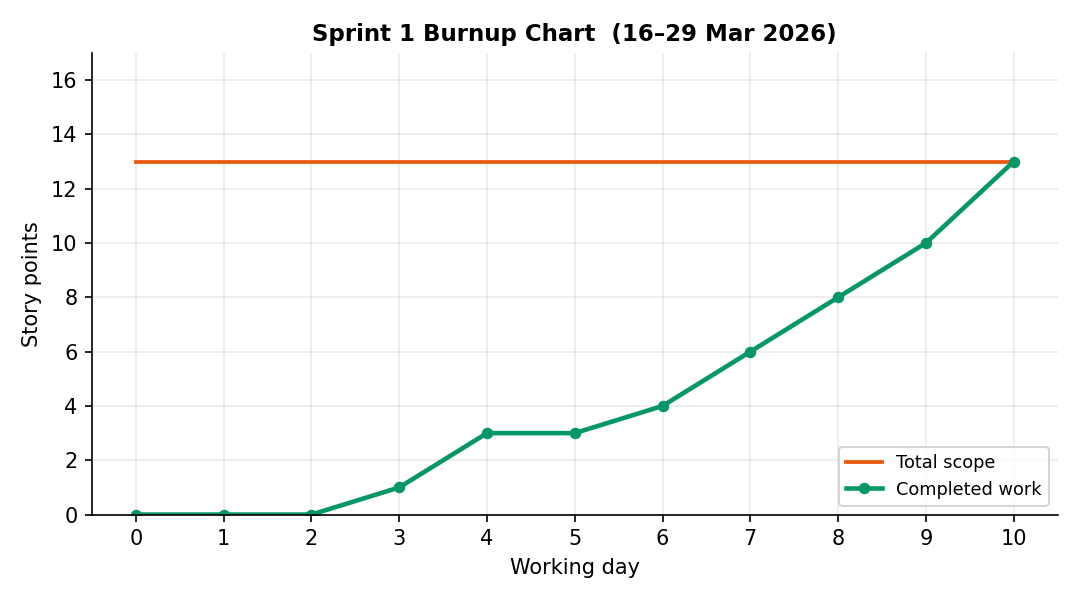 Sprint 1 Burnup Chart  (16–29 Mar 2026)
16
14
12
10
8
6
4
2
0
Story points
Total scope
Completed work
0 1 2 3 4 5 6 7 8 9 10
Working day